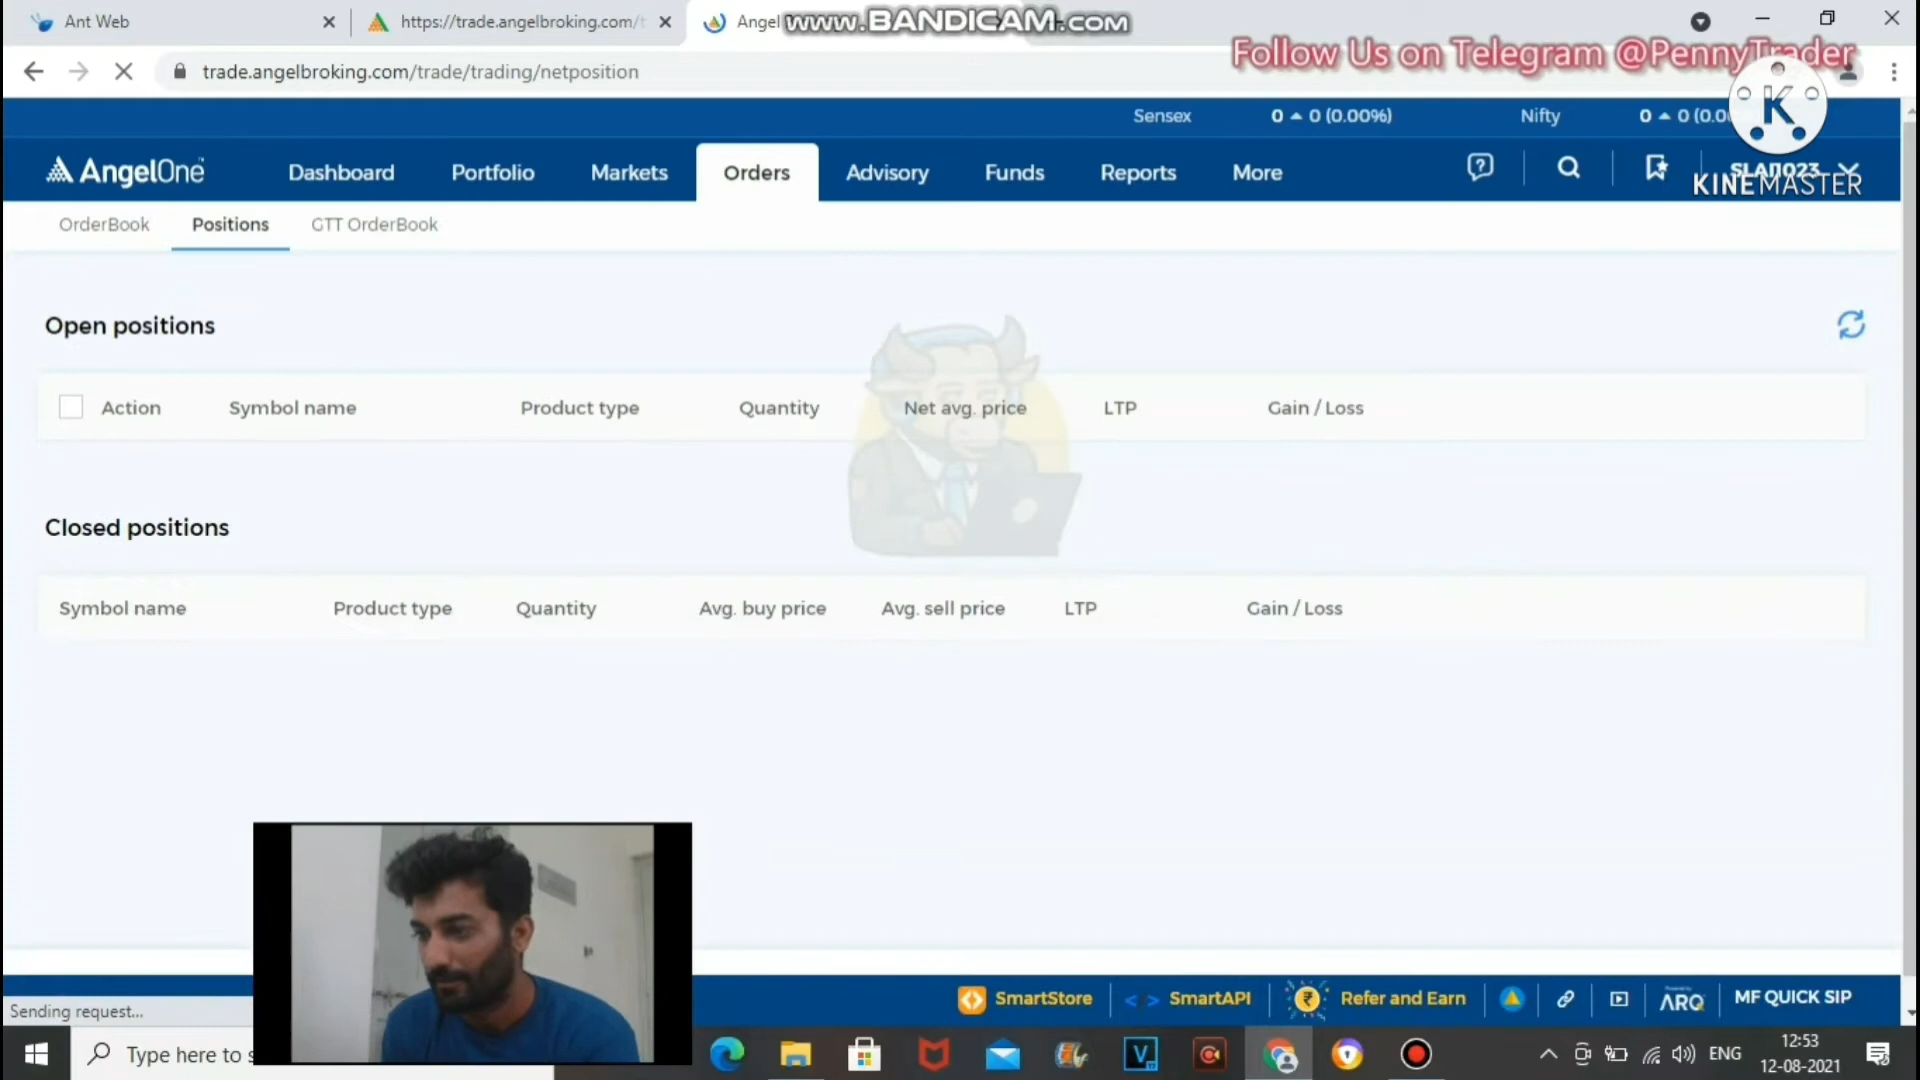 Ant Web
https://trade.angelbroking.com/t
Angel
www.BANDICAM.com
trade.angelbroking.com/trade/trading/netposition
Follow Us on Telegram @PennyTrader
Sensex 0 0 (0.00%) Nifty 0 0 (0.0
AngelOne Dashboard Portfolio Markets Orders Advisory Funds Reports More
K
KINEMASTER
OrderBook Positions GTT OrderBook
Open positions
Action Symbol name Product type Quantity Net avg. price LTP Gain / Loss
Closed positions
Symbol name Product type Quantity Avg. buy price Avg. sell price LTP Gain / Loss
SmartStore <> SmartAPI Refer and Earn ARQ MF QUICK SIP
Sending request...
Type here to s
ENG
12:53
12-08-2021